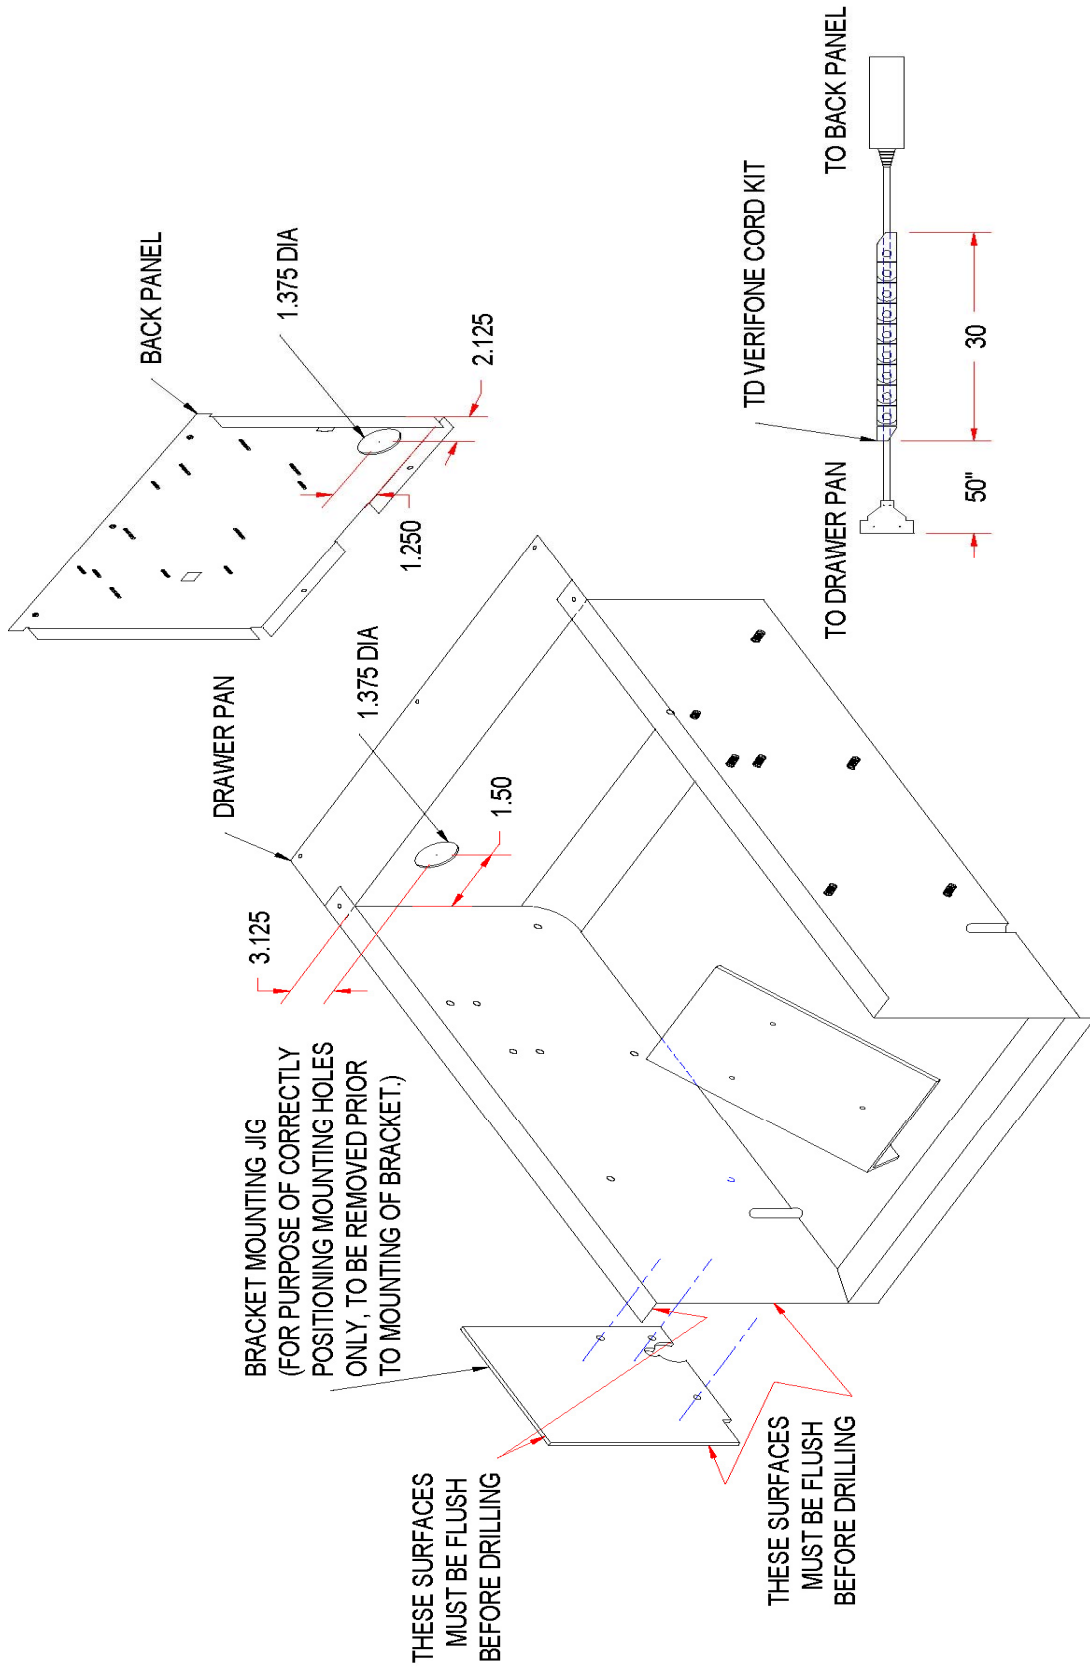 BACK PANEL
1.375 DIA
2.125
1.250
DRAWER PAN
1.375 DIA
1.50
3.125
BRACKET MOUNTING JIG
(FOR PURPOSE OF CORRECTLY
POSITIONING MOUNTING HOLES
ONLY, TO BE REMOVED PRIOR
TO MOUNTING OF BRACKET.)
THESE SURFACES
MUST BE FLUSH
BEFORE DRILLING
THESE SURFACES
MUST BE FLUSH
BEFORE DRILLING
TO BACK PANEL
TD VERIFONE CORD KIT
TO DRAWER PAN
50"
30